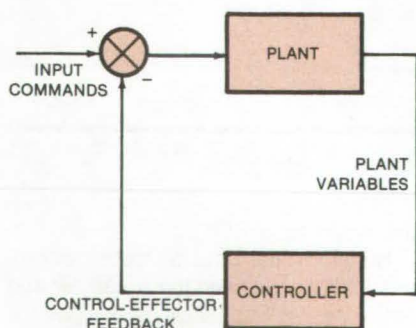 +
PLANT
INPUT
COMMANDS
−
PLANT
VARIABLES
CONTROLLER
CONTROL-EFFECTOR-
FEEDBACK